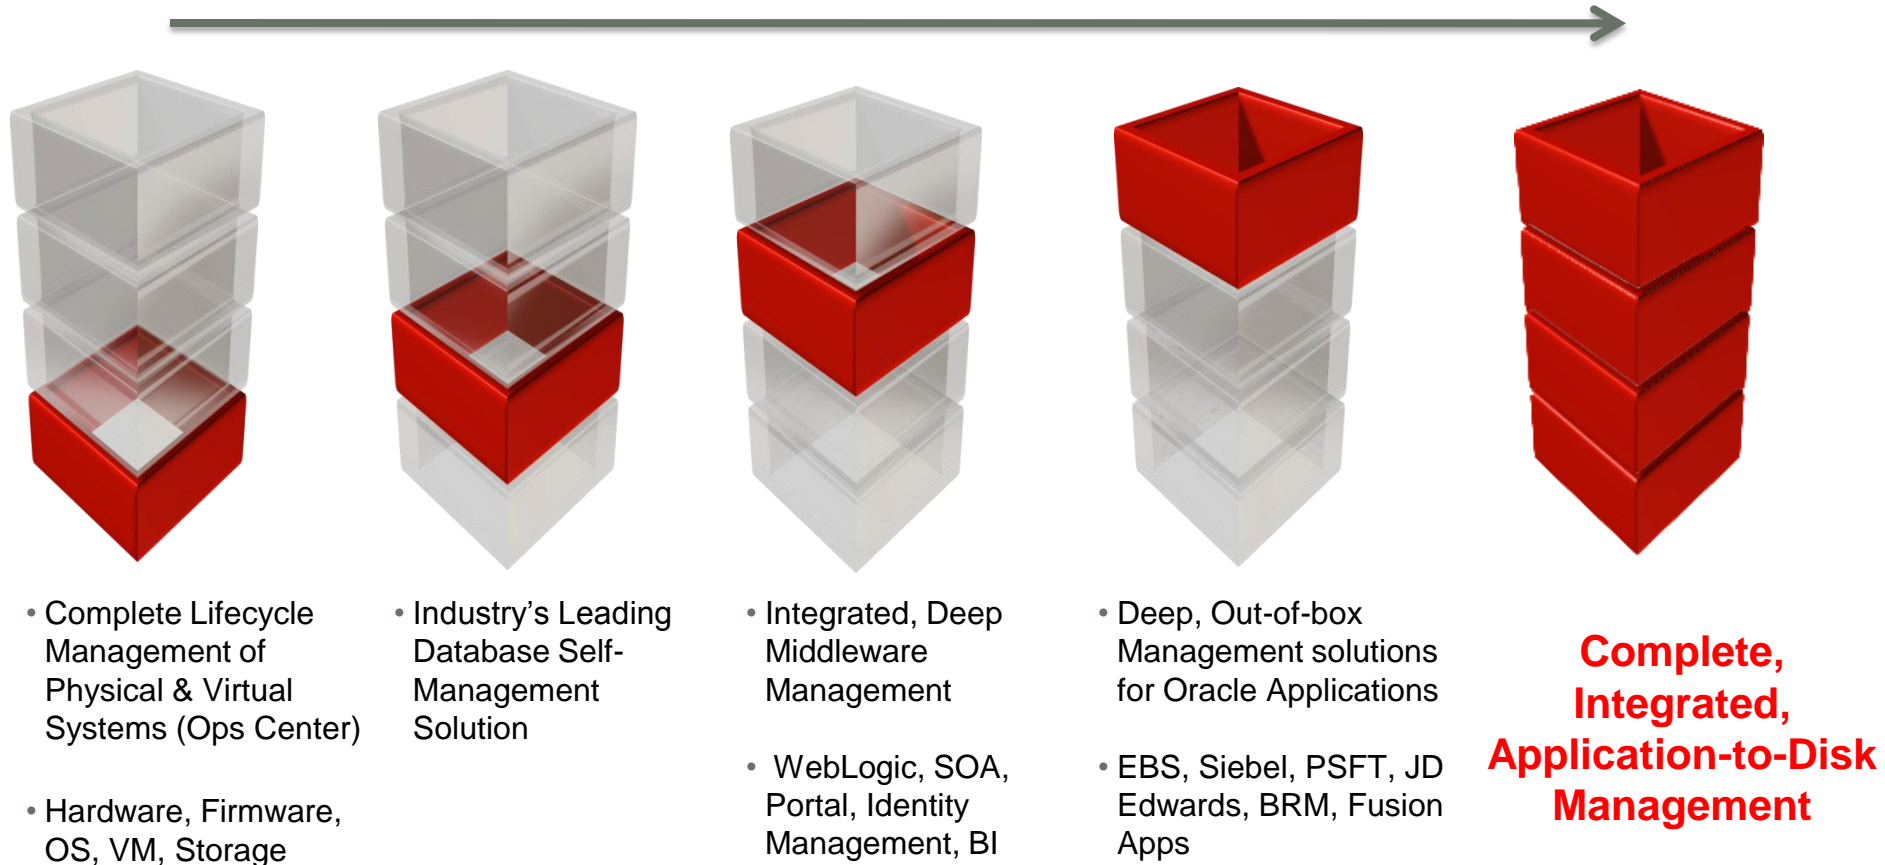 • Complete Lifecycle
Management of
Physical & Virtual
Systems (Ops Center)
• Hardware, Firmware,
OS, VM, Storage
• Industry’s Leading
Database Self-
Management
Solution
• Integrated, Deep
Middleware
Management
• WebLogic, SOA,
Portal, Identity
Management, BI
• Deep, Out-of-box
Management solutions
for Oracle Applications
• EBS, Siebel, PSFT, JD
Edwards, BRM, Fusion
Apps
Complete,
Integrated,
Application-to-Disk
Management